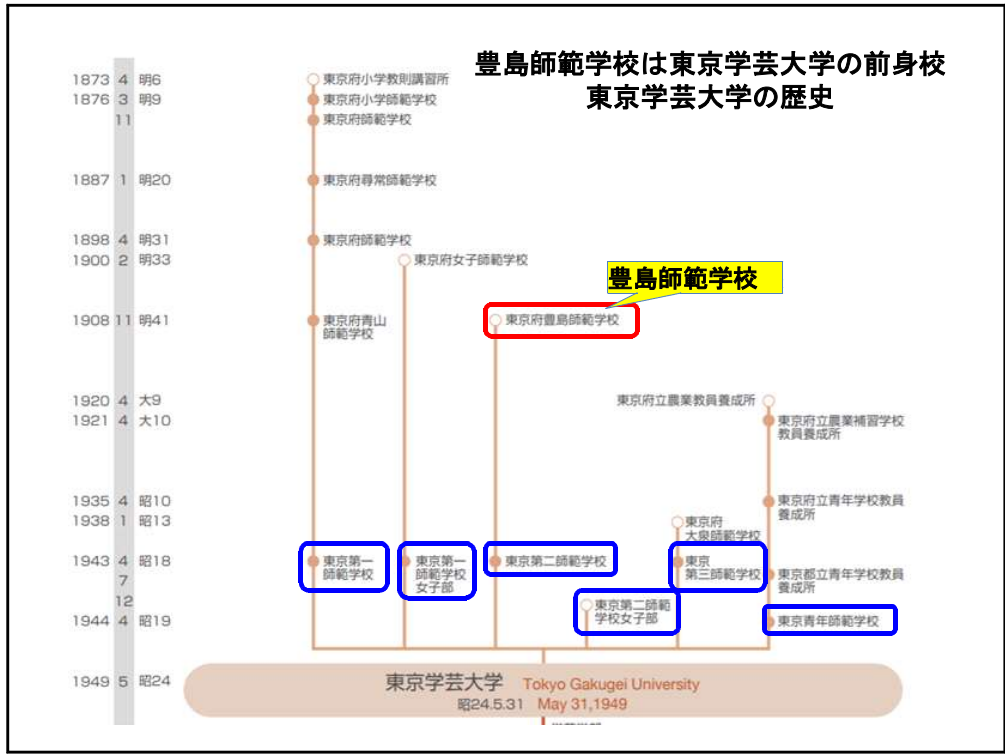 豊島師範学校は東京学芸大学の前身校
東京学芸大学の歴史
1873 4 明6
東京府小学教則講習所
1876 3 明9
東京府小学師範学校
11
東京府師範学校
1887 1 明20
東京府尋常師範学校
1898 4 明31
東京府師範学校
1900 2 明33
東京府女子師範学校
豊島師範学校
1908 11 明41
東京府青山
師範学校
東京府豊島師範学校
1920 4 大9
東京府立農業教員養成所
1921 4 大10
東京府立農業補習学校
教員養成所
1935 4 昭10
東京府立青年学校教員
養成所
1938 1 昭13
東京府
大泉師範学校
1943 4 昭18
東京第一
師範学校
東京第一
師範学校
女子部
東京第二師範学校
東京
第三師範学校
7
東京都立青年学校教員
養成所
12
東京第二師範
学校女子部
1944 4 昭19
東京青年師範学校
1949 5 昭24
東京学芸大学 Tokyo Gakugei University
昭24.5.31 May 31,1949